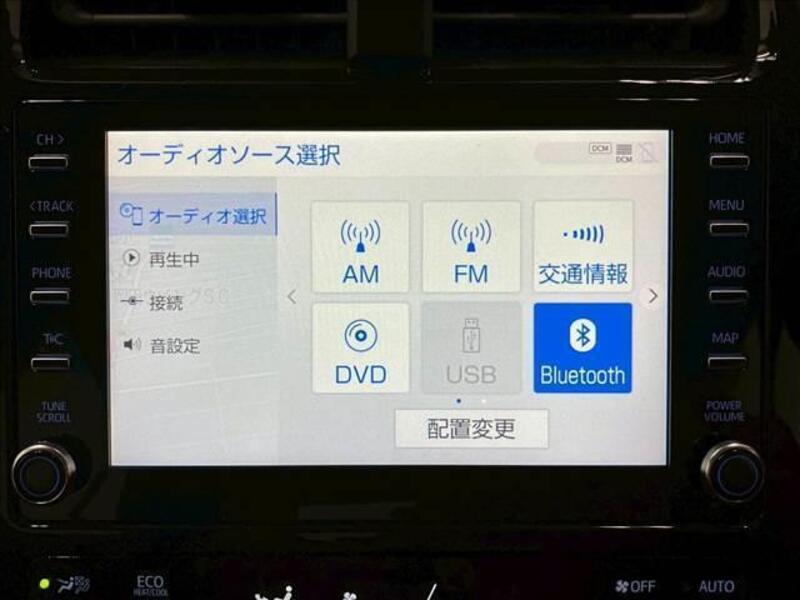 CH >
<TRACK
PHONE
T:C
TUNE
SCROLL
オーディオソース選択
DCM
DCM
オーディオ選択
再生中
接続
音設定
AM
FM
交通情報
DVD
USB
Bluetooth
配置変更
HOME
MENU
AUDIO
MAP
POWER
VOLUME
ECO
HEAT/COOL
OFF
AUTO